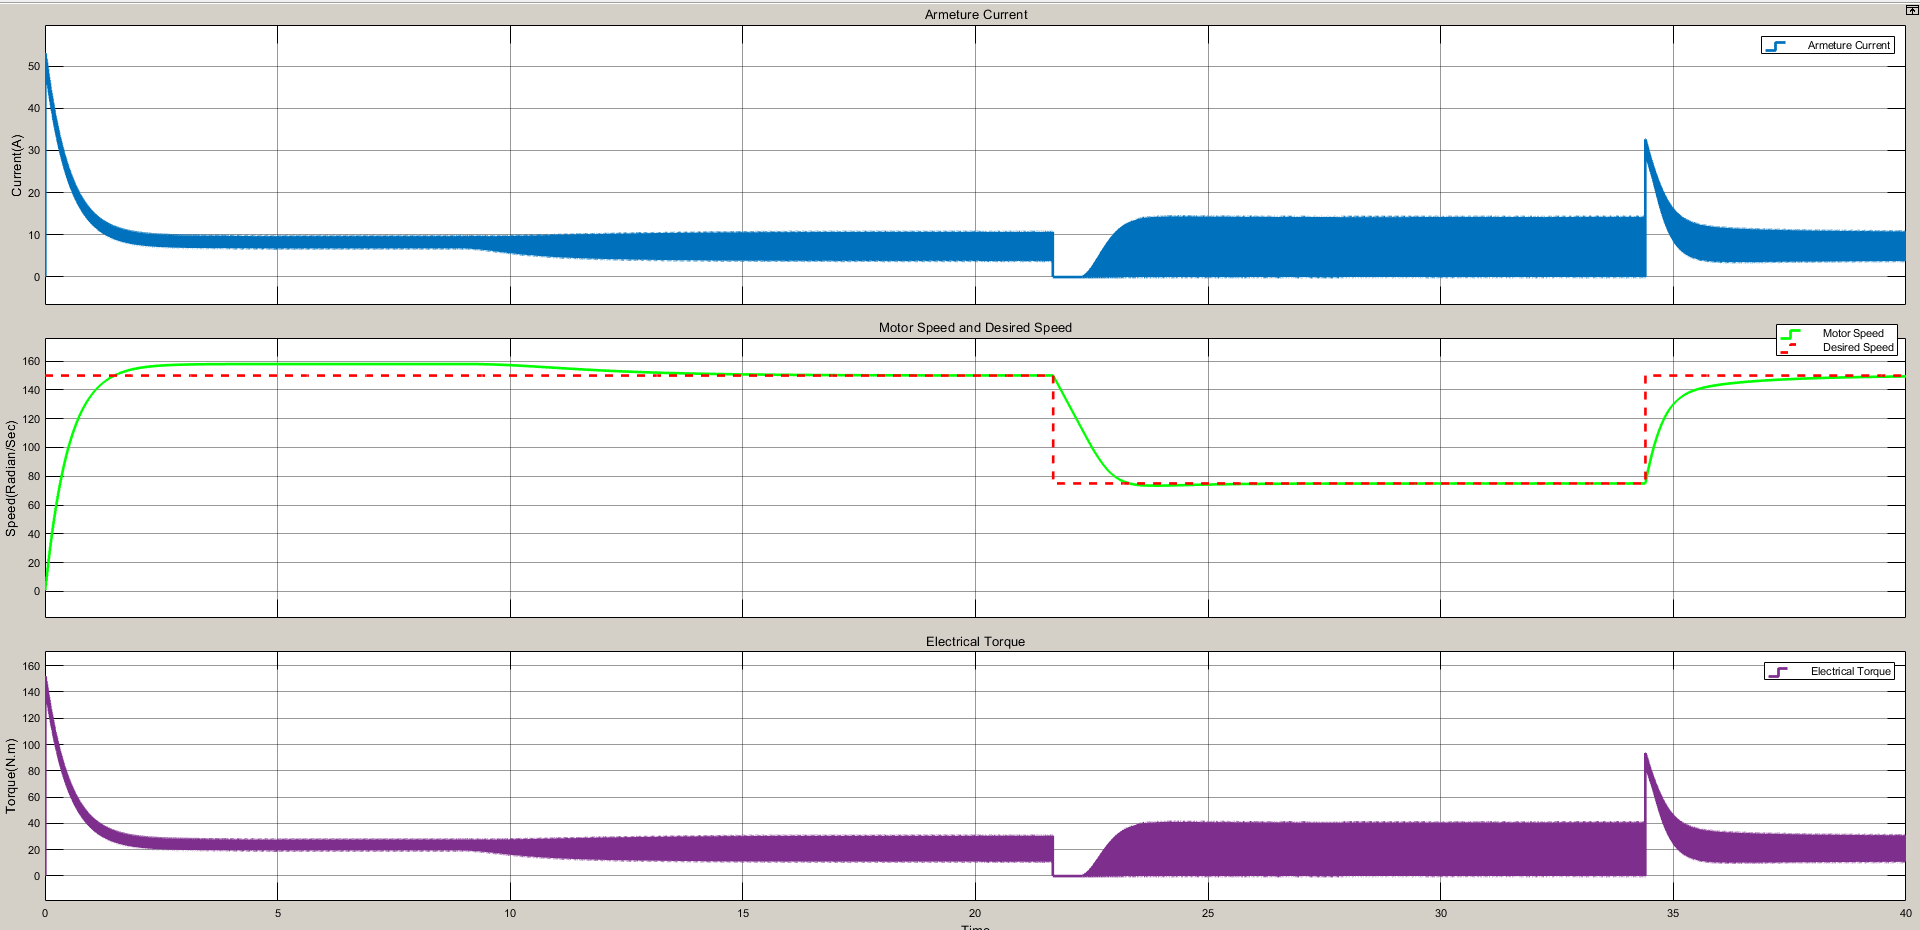 Armeture Current
Armeture Current
50
40
30
20
10
0
Current(A)
Motor Speed and Desired Speed
Motor Speed
Desired Speed
160
140
120
100
80
60
40
20
0
Speed(Radian/Sec)
Electrical Torque
Electrical Torque
160
140
120
100
80
60
40
20
0
Torque(N.m)
0 5 10 15 20 25 30 35 40
Time